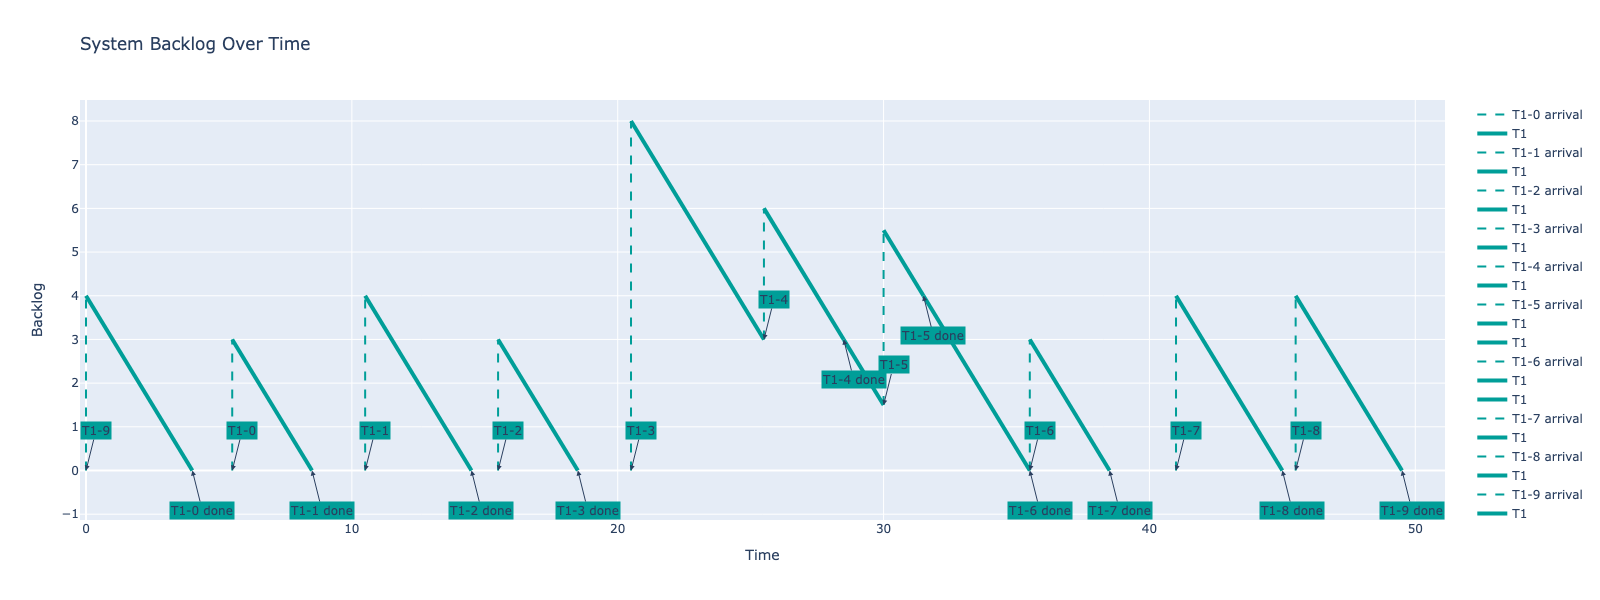 System Backlog Over Time
Backlog
8
7
6
5
4
3
2
1
0
−1
T1-9
T1-0
T1-1
T1-2
T1-3
T1-4
T1-5
T1-6
T1-7
T1-8
T1-0 done
T1-1 done
T1-2 done
T1-3 done
T1-4 done
T1-5 done
T1-6 done
T1-7 done
T1-8 done
T1-9 done
0
10
20
30
40
50
Time
T1-0 arrival
T1
T1-1 arrival
T1
T1-2 arrival
T1
T1-3 arrival
T1
T1-4 arrival
T1
T1-5 arrival
T1
T1
T1-6 arrival
T1
T1
T1-7 arrival
T1
T1-8 arrival
T1
T1-9 arrival
T1